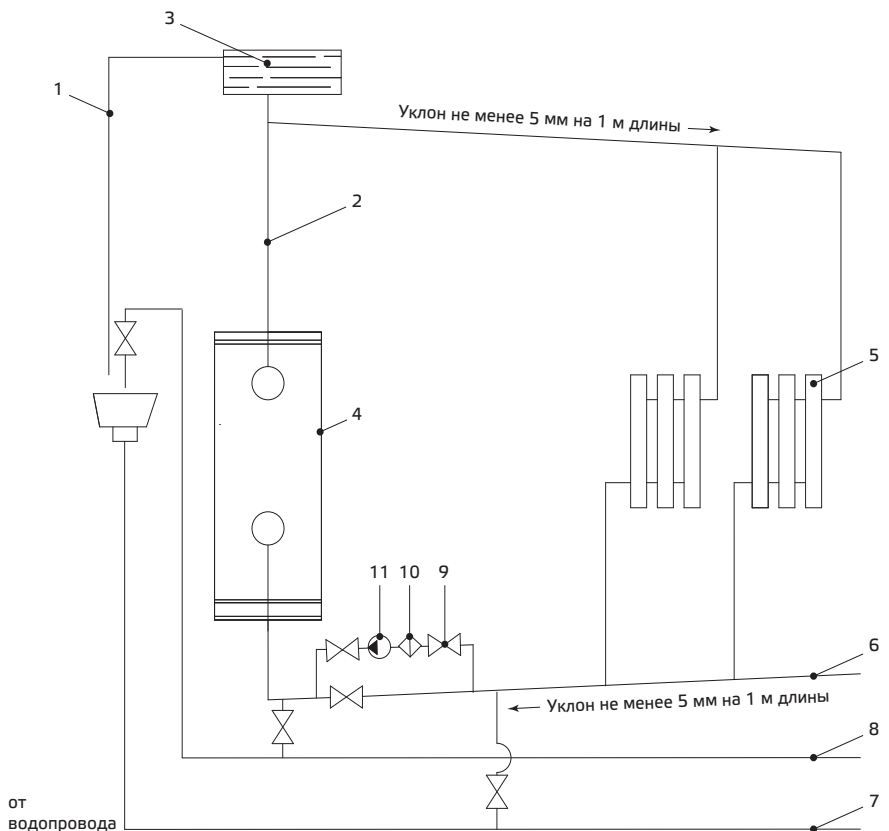 3
1
Уклон не менее 5 мм на 1 м длины
2
5
4
11 10 9
6
Уклон не менее 5 мм на 1 м длины
8
от
водопровода
7